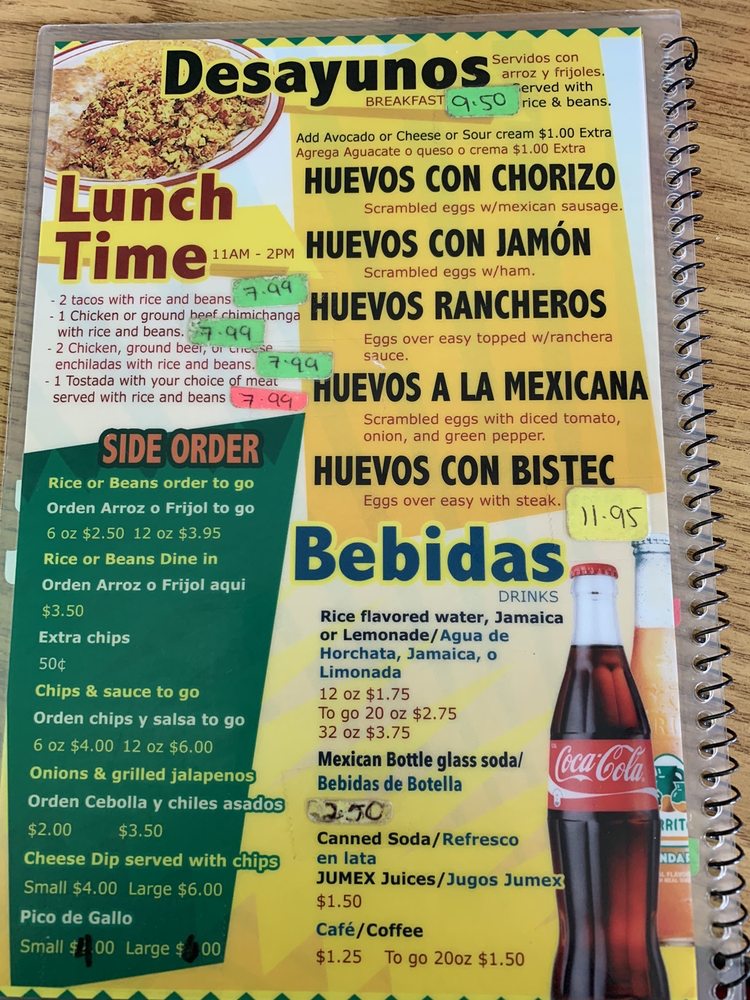 Desayunos
BREAKFAST
9.50
Servidos con
arroz y frijoles.
served with
rice & beans.
Add Avocado or Cheese or Sour cream $1.00 Extra
Agrega Aguacate o queso o crema $1.00 Extra
HUEVOS CON CHORIZO
Scrambled eggs w/mexican sausage.
HUEVOS CON JAMÓN
Scrambled eggs w/ham.
HUEVOS RANCHEROS
Eggs over easy topped w/ranchera
sauce.
HUEVOS A LA MEXICANA
Scrambled eggs with diced tomato,
onion, and green pepper.
HUEVOS CON BISTEC
Eggs over easy with steak.
11.95
Lunch
Time 11AM - 2PM
- 2 tacos with rice and beans 7.99
- 1 Chicken or ground beef chimichanga
with rice and beans. 7.99
- 2 Chicken, ground beef, or cheese
enchiladas with rice and beans. 7.99
- 1 Tostada with your choice of meat
served with rice and beans 7.99
SIDE ORDER
Rice or Beans order to go
Orden Arroz o Frijol to go
6 oz $2.50 12 oz $3.95
Rice or Beans Dine in
Orden Arroz o Frijol aqui
$3.50
Extra chips
50¢
Chips & sauce to go
Orden chips y salsa to go
6 oz $4.00 12 oz $6.00
Onions & grilled jalapenos
Orden Cebolla y chiles asados
$2.00 $3.50
Cheese Dip served with chips
Small $4.00 Large $6.00
Pico de Gallo
Small $4.00 Large $6.00
Bebidas
DRINKS
Rice flavored water, Jamaica
or Lemonade/Agua de
Horchata, Jamaica, o
Limonada
12 oz $1.75
To go 20 oz $2.75
32 oz $3.75
Mexican Bottle glass soda/
Bebidas de Botella
2.50
Canned Soda/Refresco
en lata
JUMEX Juices/Jugos Jumex
$1.50
Café/Coffee
$1.25 To go 20oz $1.50
Coca-Cola